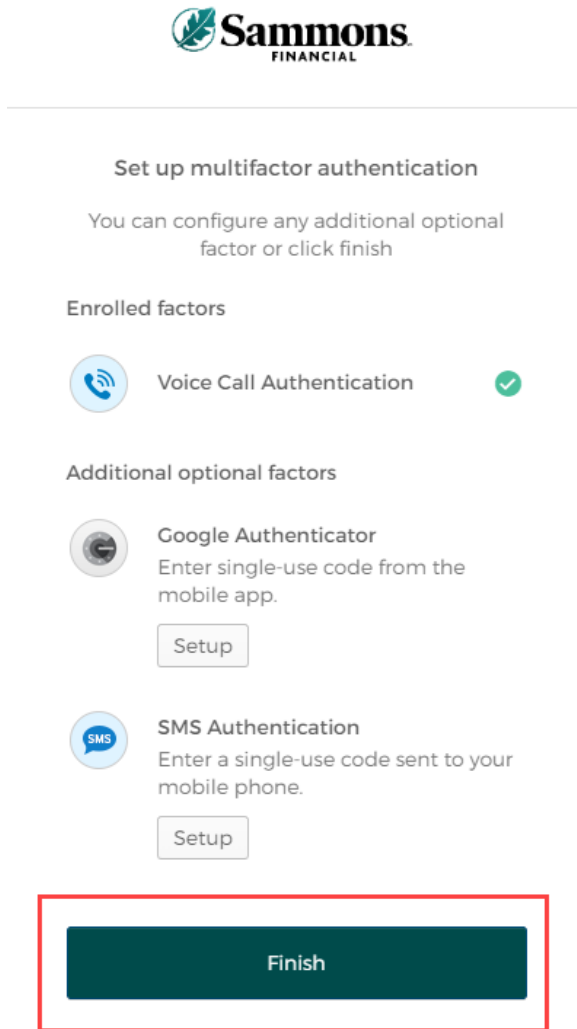 Sammons
FINANCIAL
Set up multifactor authentication
You can configure any additional optional
factor or click finish
Enrolled factors
Voice Call Authentication
Additional optional factors
Google Authenticator
Enter single-use code from the
mobile app.
Setup
SMS
SMS Authentication
Enter a single-use code sent to your
mobile phone.
Setup
Finish